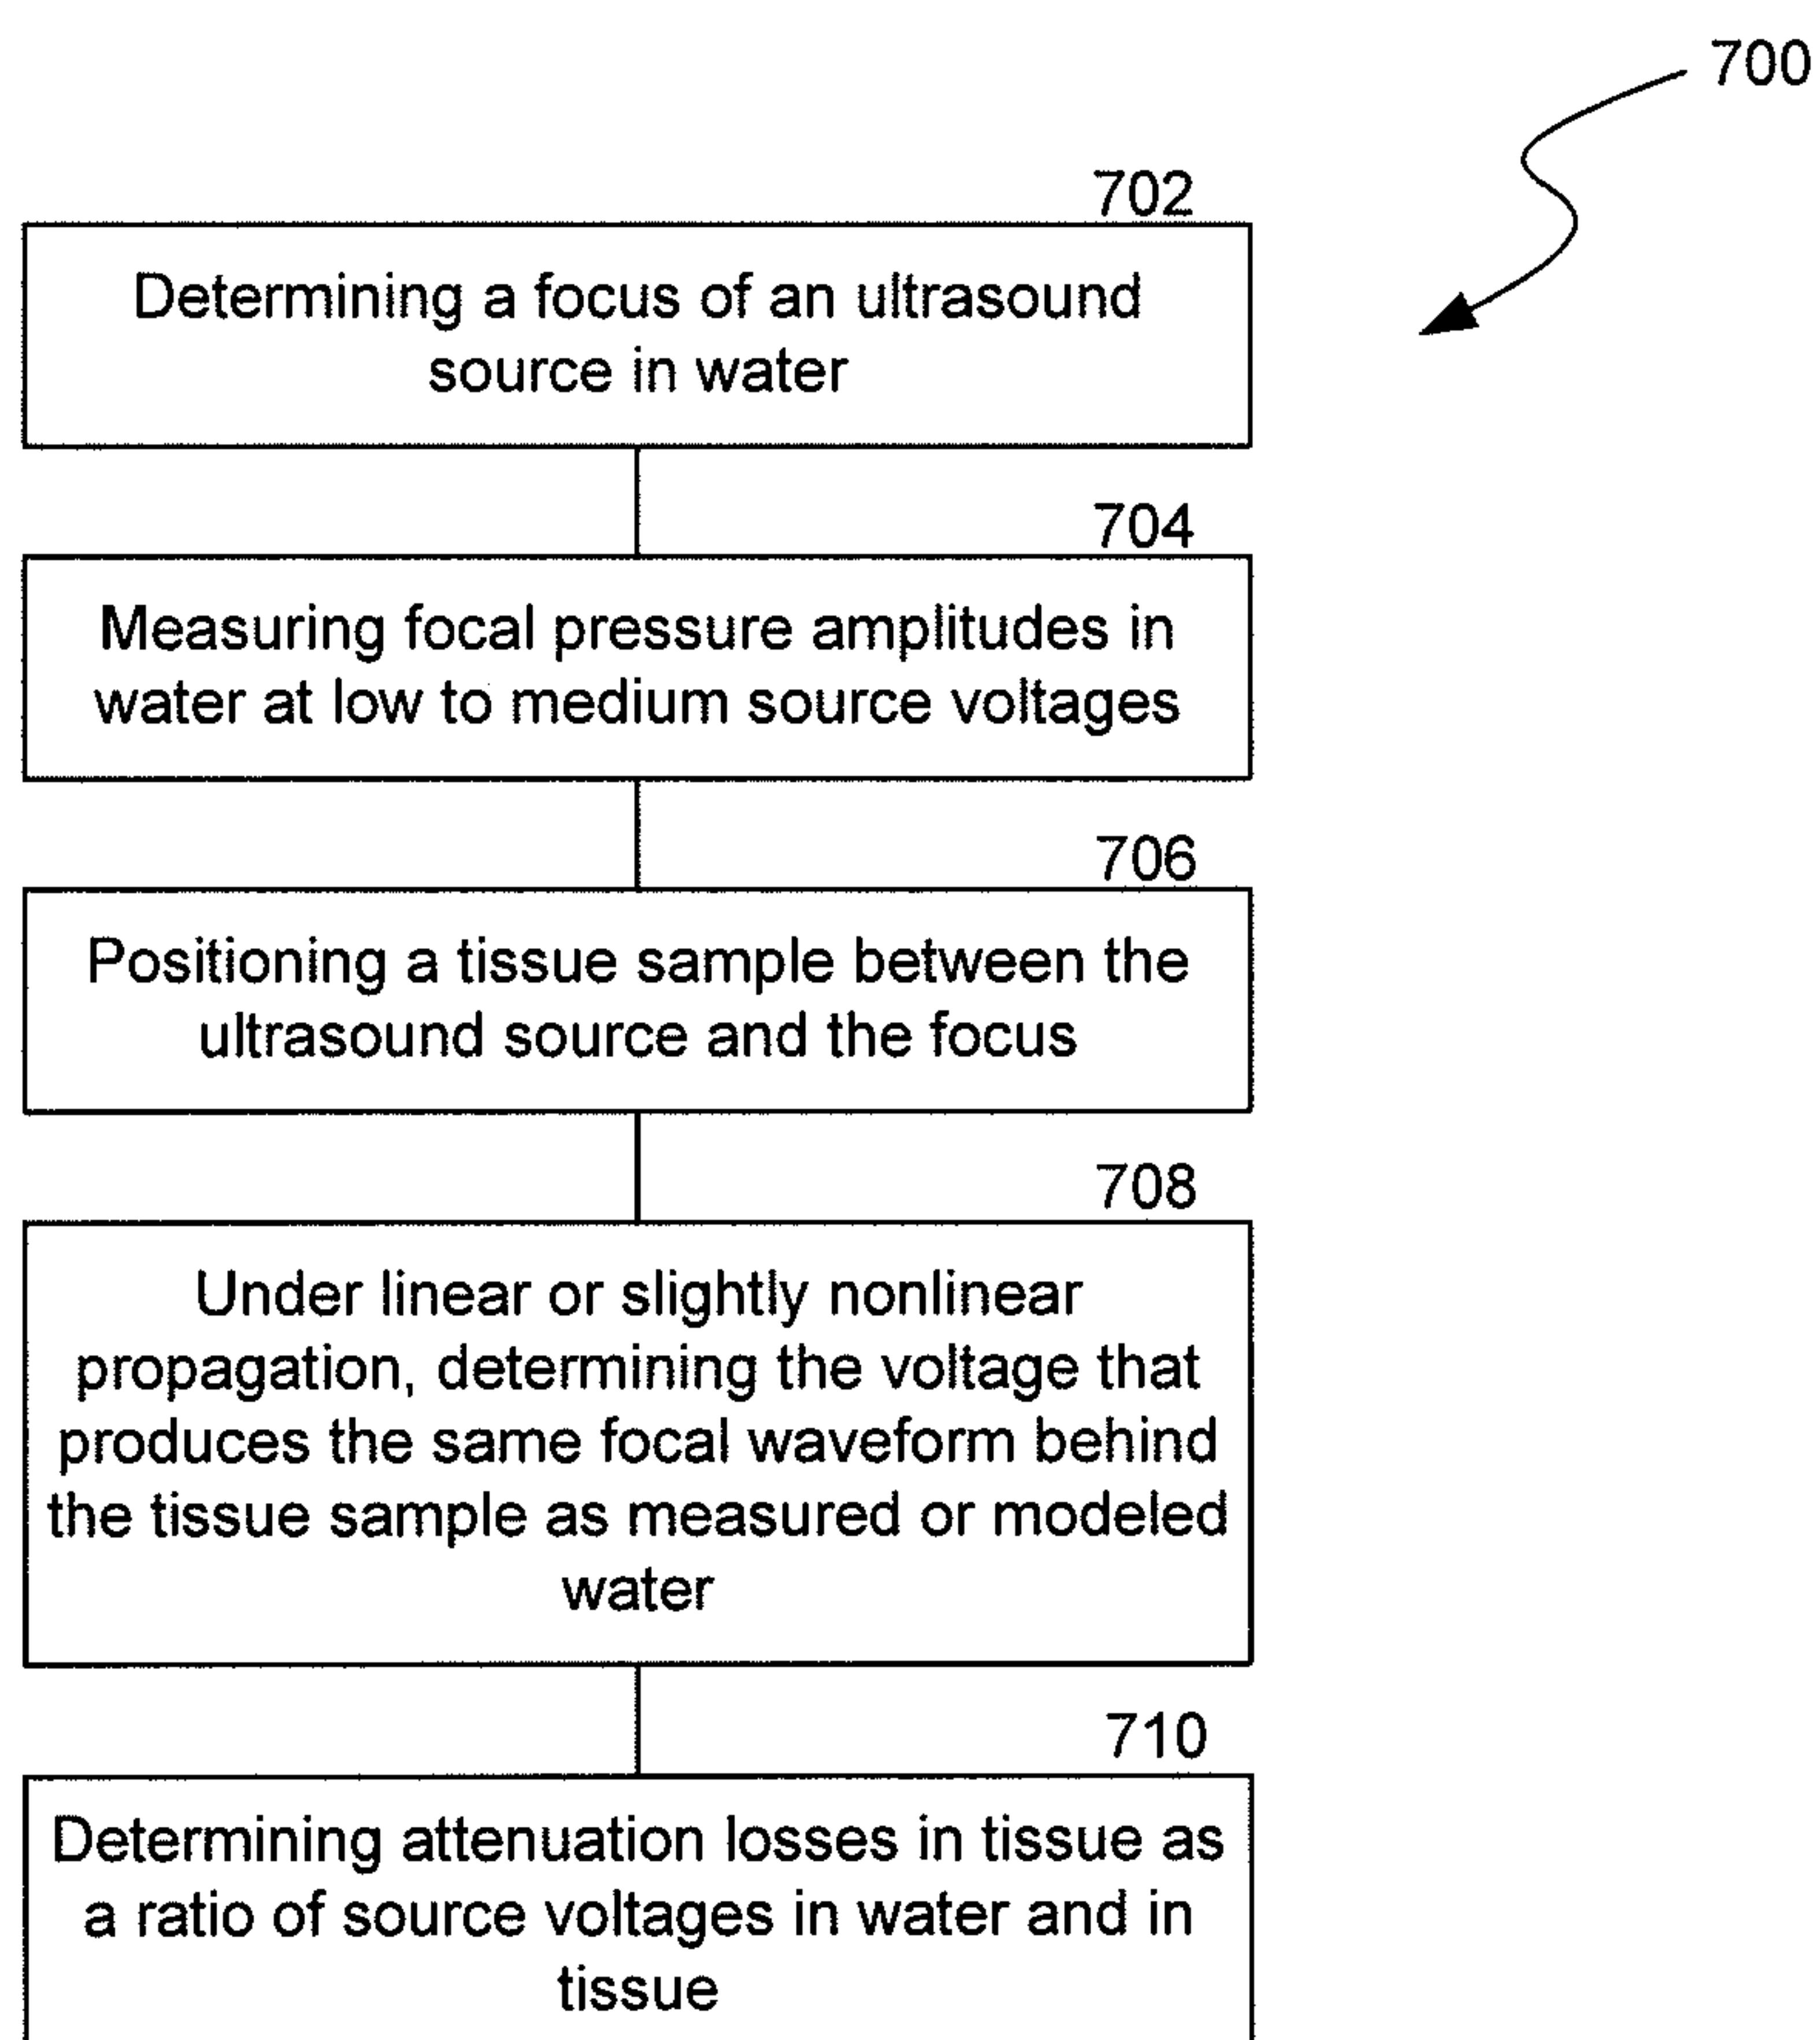 700
702
Determining a focus of an ultrasound
source in water
704
Measuring focal pressure amplitudes in
water at low to medium source voltages
706
Positioning a tissue sample between the
ultrasound source and the focus
708
Under linear or slightly nonlinear
propagation, determining the voltage that
produces the same focal waveform behind
the tissue sample as measured or modeled
water
710
Determining attenuation losses in tissue as
a ratio of source voltages in water and in
tissue